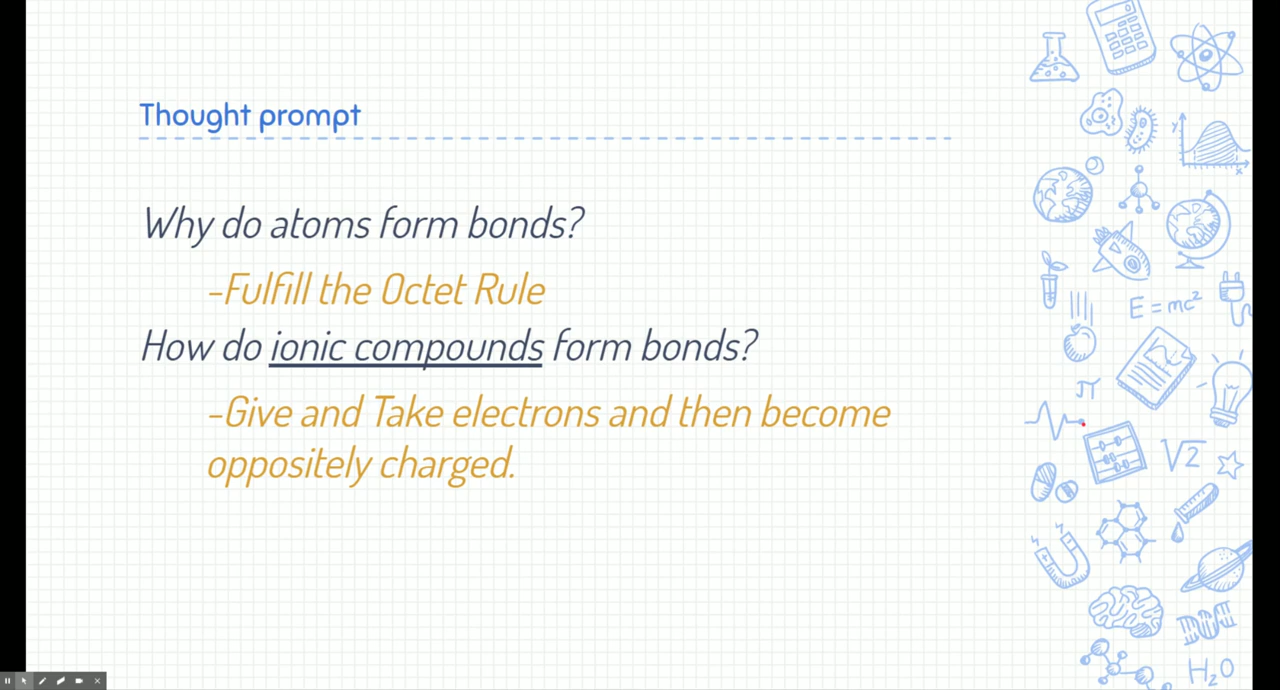 Thought prompt
Why do atoms form bonds?
-Fulfill the Octet Rule
How do ionic compounds form bonds?
-Give and Take electrons and then become
oppositely charged.
y
x
E = mc²
π
√2
H₂O